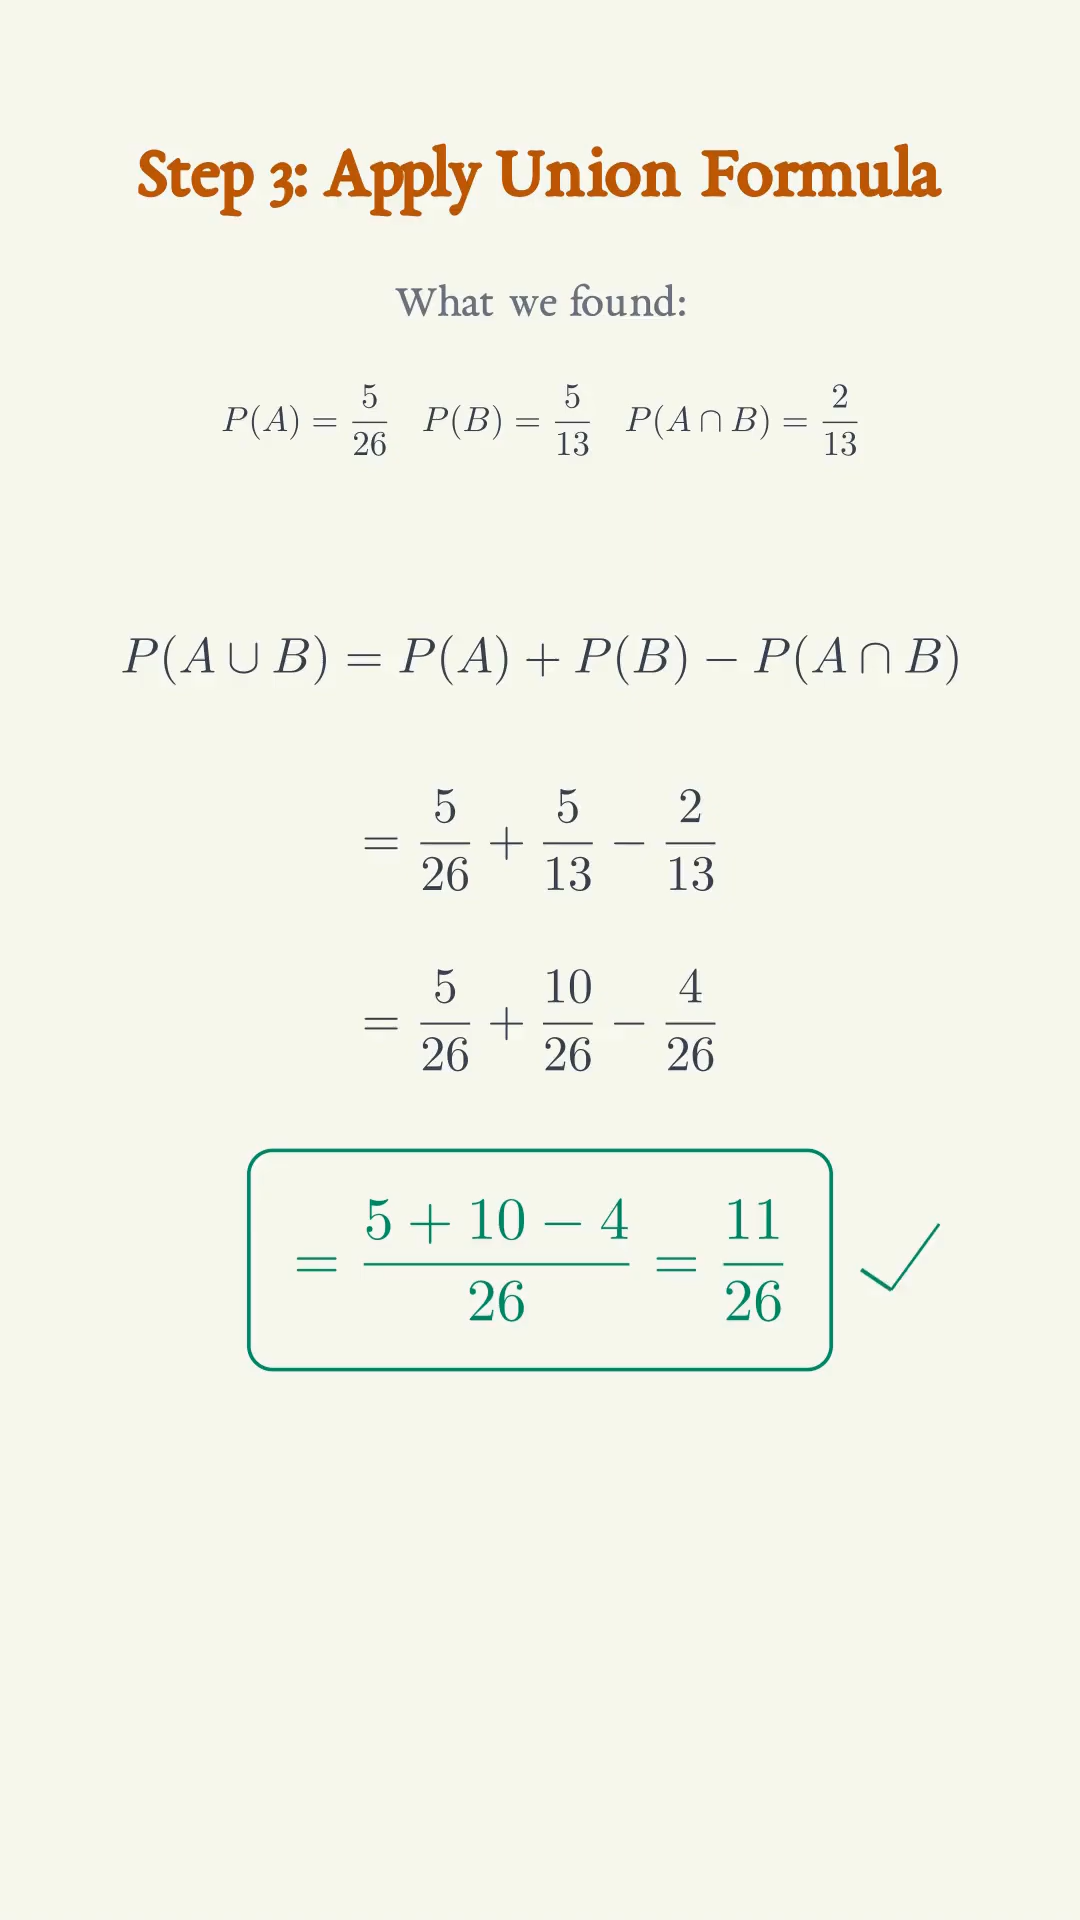 Step 3: Apply Union Formula
What we found:
P(A) = 5/26 P(B) = 5/13 P(A ∩ B) = 2/13
P(A ∪ B) = P(A) + P(B) − P(A ∩ B)
= 5/26 + 5/13 − 2/13
= 5/26 + 10/26 − 4/26
= (5 + 10 − 4)/26 = 11/26